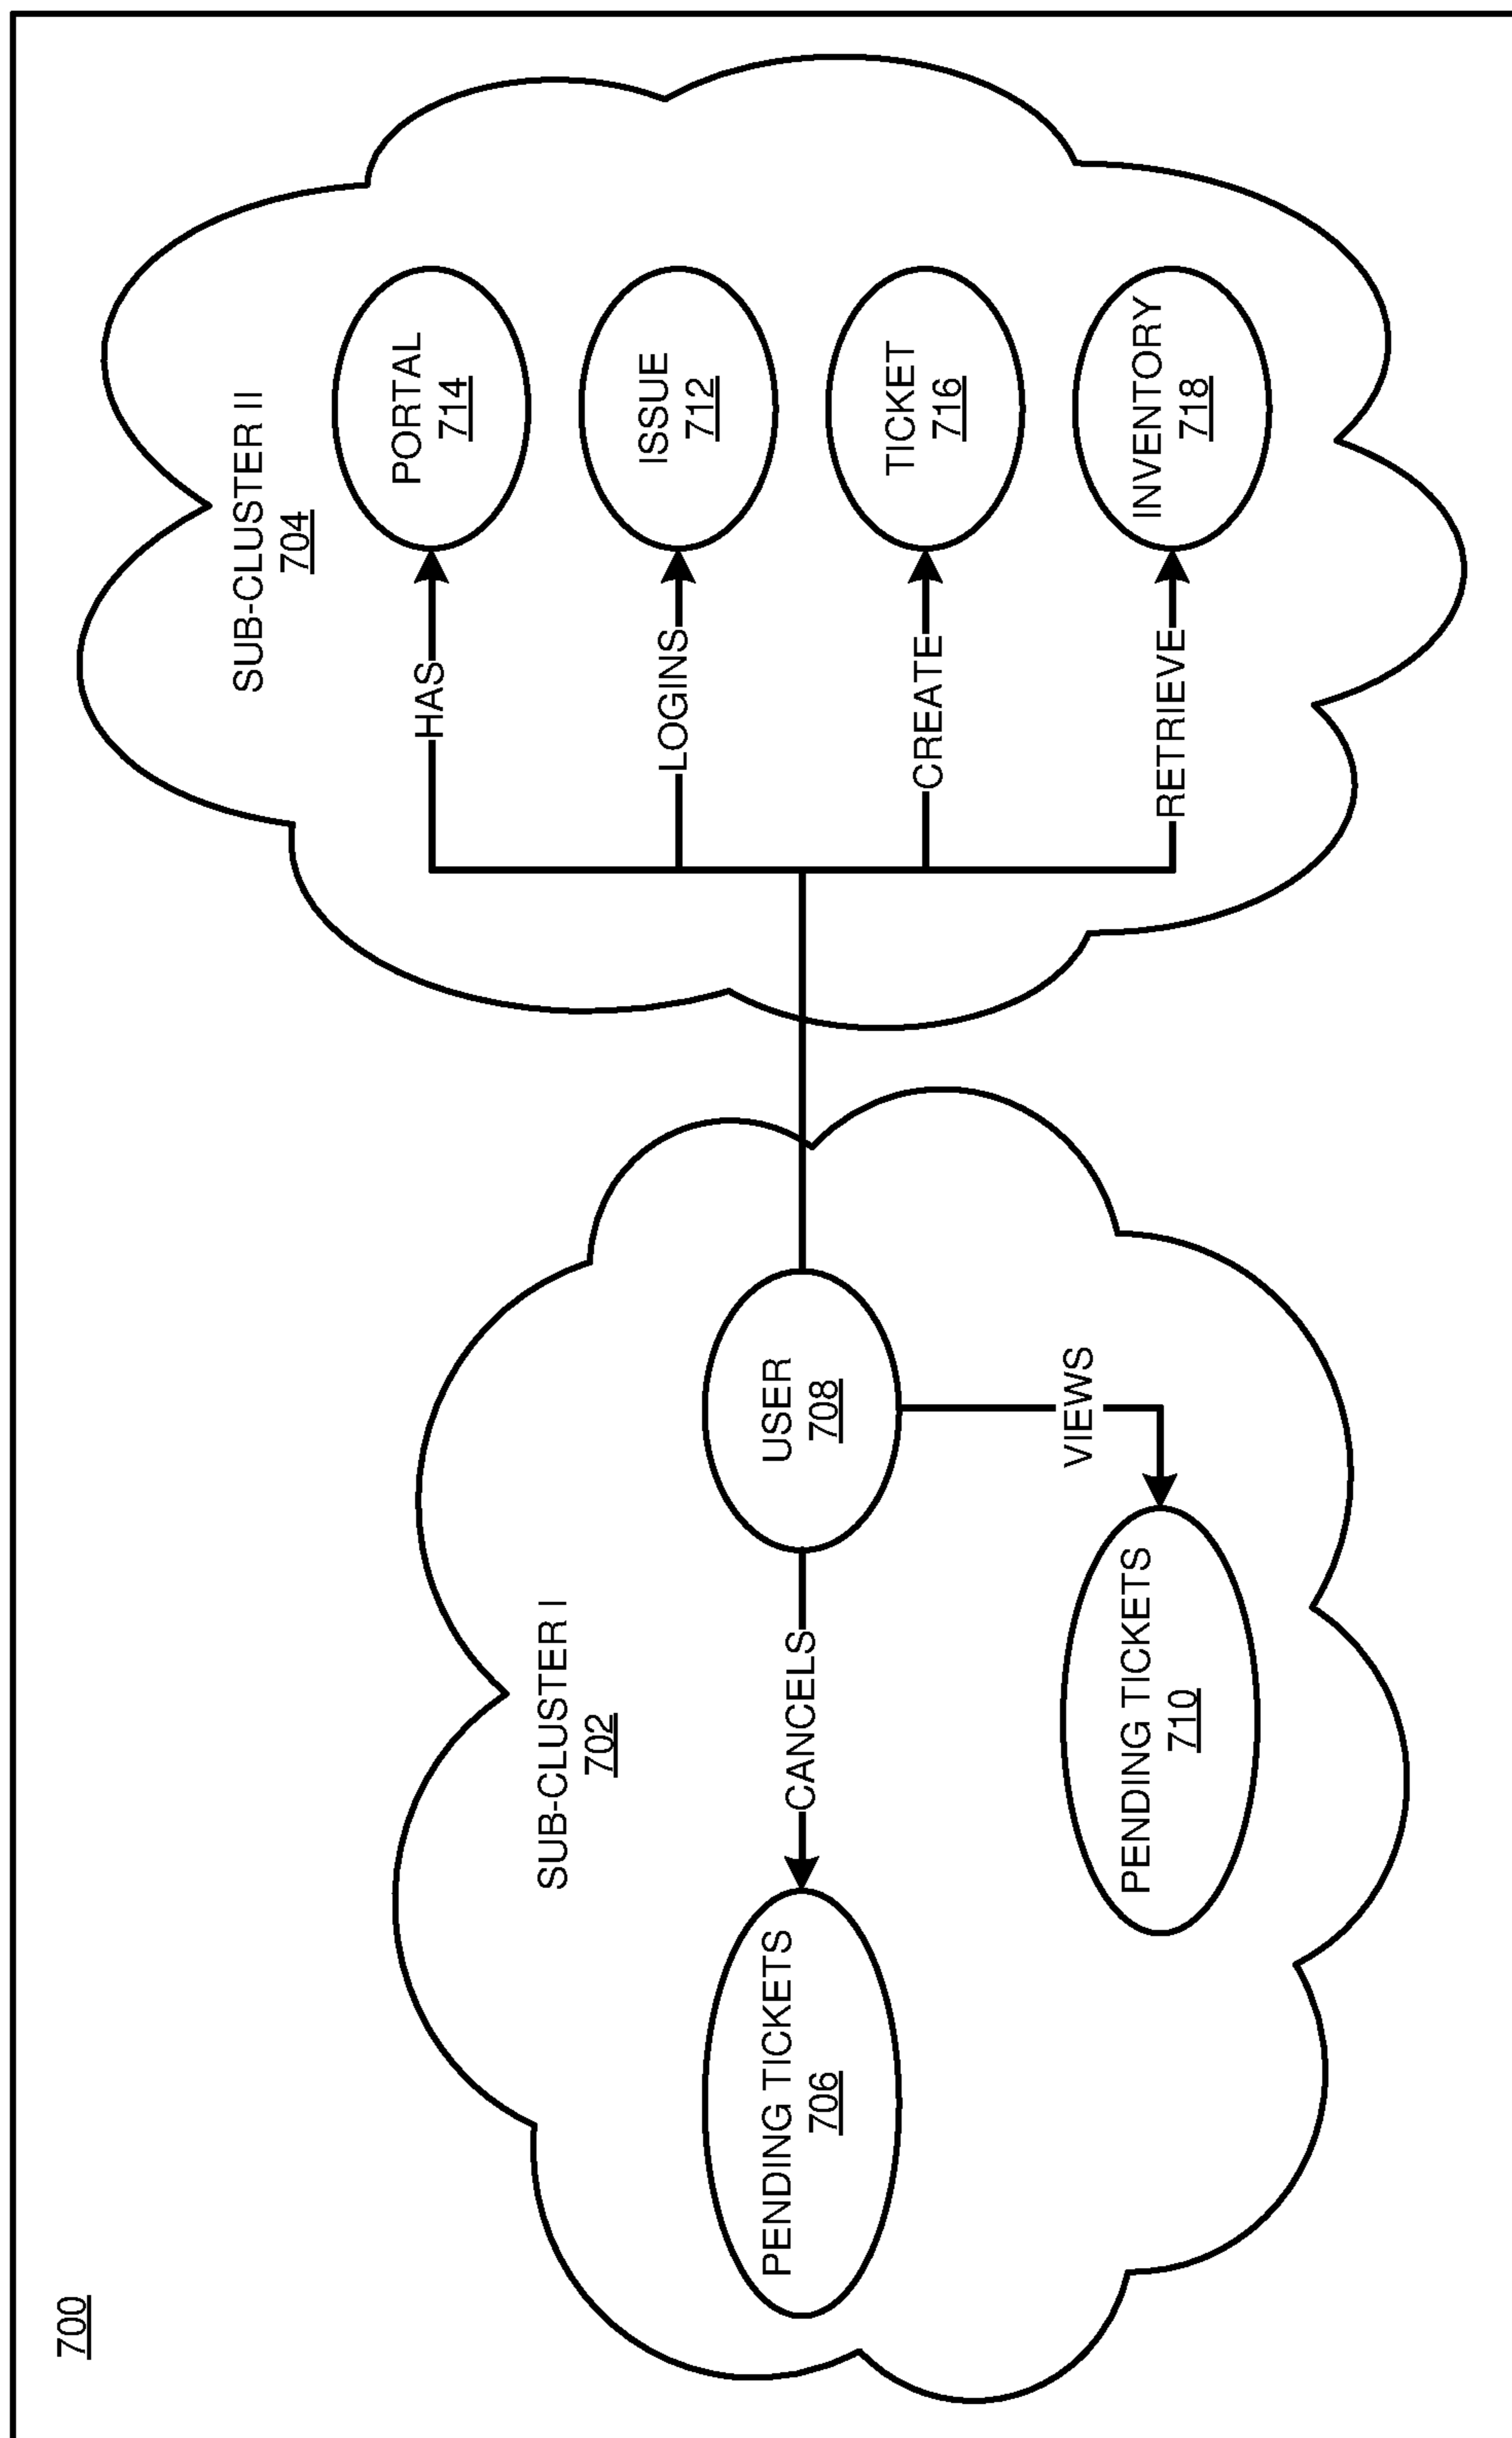 700
SUB-CLUSTER I
702
SUB-CLUSTER II
704
PENDING TICKETS
706
CANCELS
USER
708
VIEWS
PENDING TICKETS
710
HAS
PORTAL
714
LOGINS
ISSUE
712
CREATE
TICKET
716
RETRIEVE
INVENTORY
718